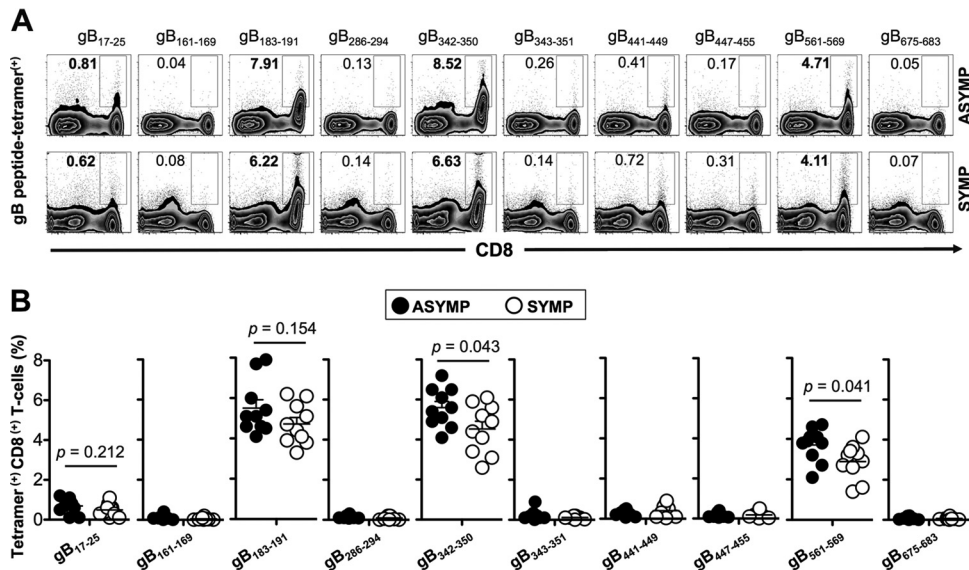 A
gB17-25 gB161-169 gB183-191 gB286-294 gB342-350 gB343-351 gB441-449 gB447-455 gB561-569 gB675-683
gB peptide-tetramer(+)
0.81 0.04 7.91 0.13 8.52 0.26 0.41 0.17 4.71 0.05
ASYMP
0.62 0.08 6.22 0.14 6.63 0.14 0.72 0.31 4.11 0.07
SYMP
CD8
B
ASYMP SYMP
Tetramer(+) CD8(+) T-cells (%)
8
6
4
2
0
p = 0.212
p = 0.154
p = 0.043
p = 0.041
gB17-25 gB161-169 gB183-191 gB286-294 gB342-350 gB343-351 gB441-449 gB447-455 gB561-569 gB675-683